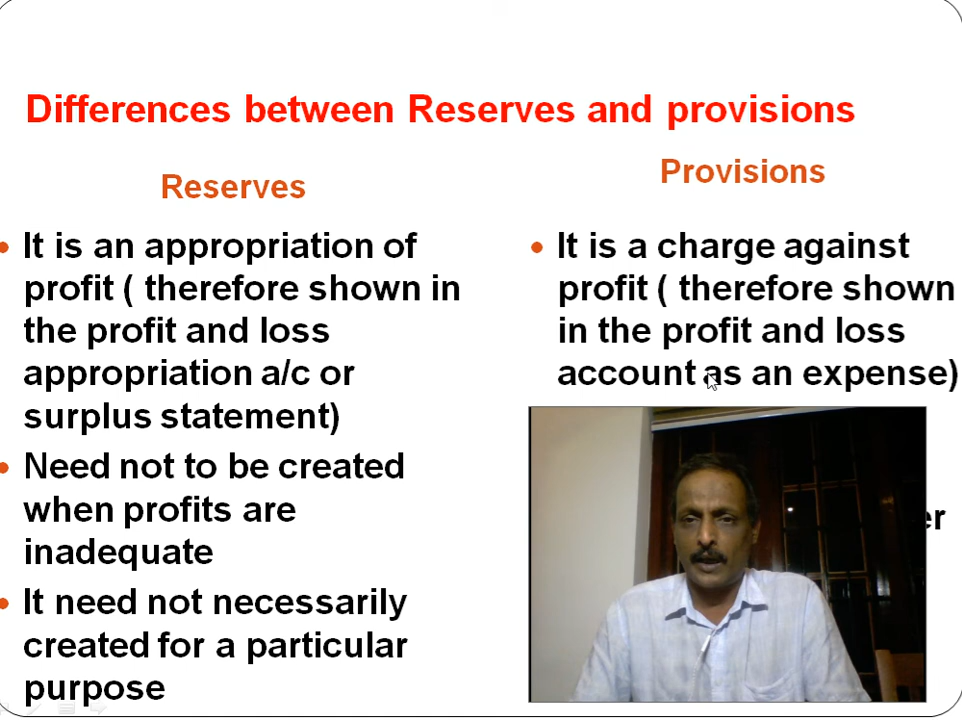 Differences between Reserves and provisions
Reserves
It is an appropriation of
profit ( therefore shown in
the profit and loss
appropriation a/c or
surplus statement)
Need not to be created
when profits are
inadequate
It need not necessarily
created for a particular
purpose
Provisions
It is a charge against
profit ( therefore shown
in the profit and loss
account as an expense)